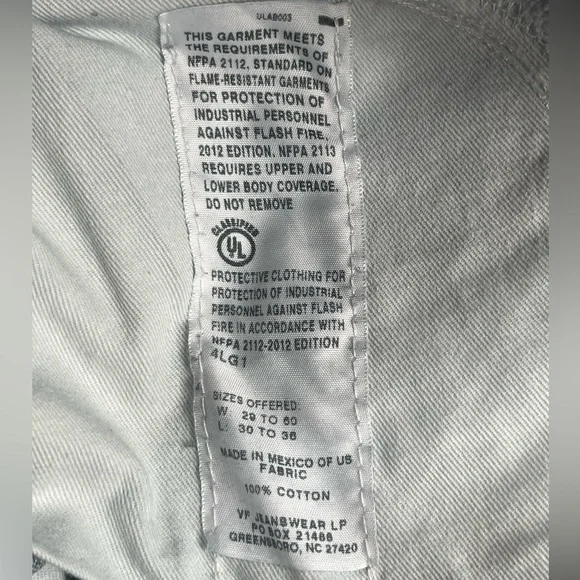 ULAB003
THIS GARMENT MEETS
THE REQUIREMENTS OF
NFPA 2112, STANDARD ON
FLAME-RESISTANT GARMENTS
FOR PROTECTION OF
INDUSTRIAL PERSONNEL
AGAINST FLASH FIRE,
2012 EDITION. NFPA 2113
REQUIRES UPPER AND
LOWER BODY COVERAGE.
DO NOT REMOVE
CLASSIFIED
UL
PROTECTIVE CLOTHING FOR
PROTECTION OF INDUSTRIAL
PERSONNEL AGAINST FLASH
FIRE IN ACCORDANCE WITH
NFPA 2112-2012 EDITION
4LG1
SIZES OFFERED:
W: 29 TO 60
L: 30 TO 36
MADE IN MEXICO OF US
FABRIC
100% COTTON
VF JEANSWEAR LP
PO BOX 21488
GREENSBORO, NC 27420